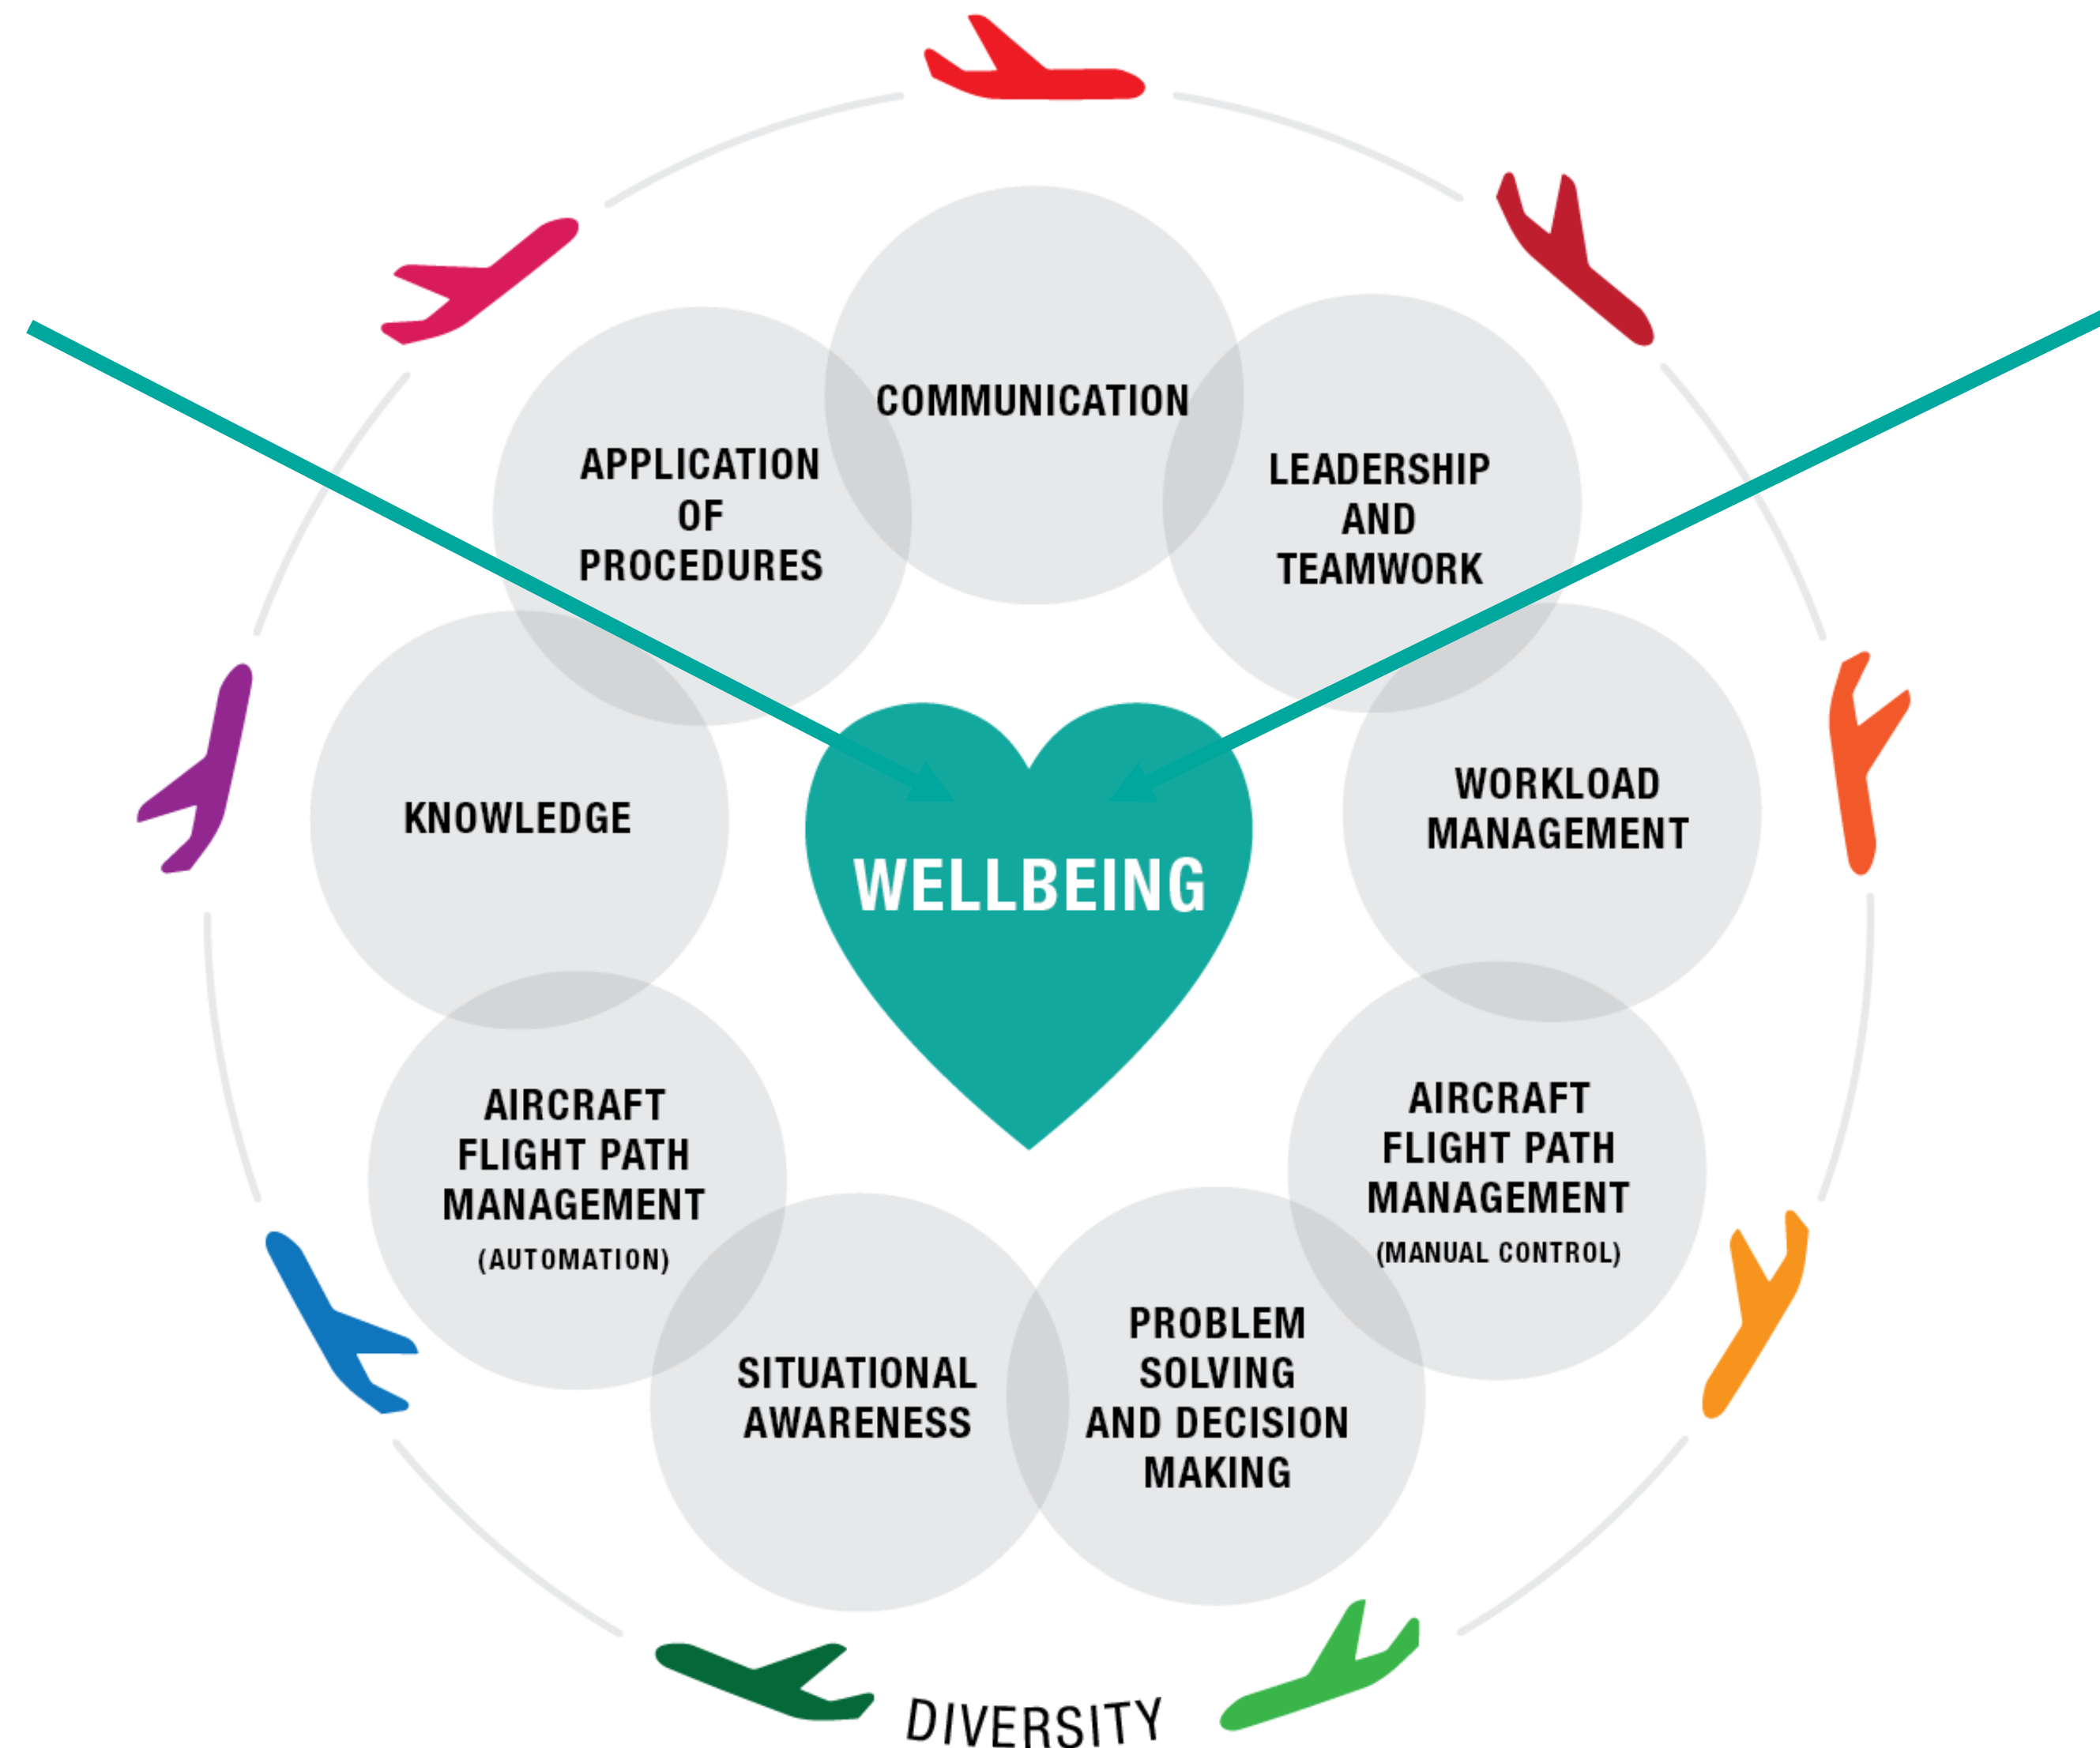 COMMUNICATION
APPLICATION
OF
PROCEDURES
LEADERSHIP
AND
TEAMWORK
KNOWLEDGE
WELLBEING
WORKLOAD
MANAGEMENT
AIRCRAFT
FLIGHT PATH
MANAGEMENT
(AUTOMATION)
AIRCRAFT
FLIGHT PATH
MANAGEMENT
(MANUAL CONTROL)
SITUATIONAL
AWARENESS
PROBLEM
SOLVING
AND DECISION
MAKING
DIVERSITY